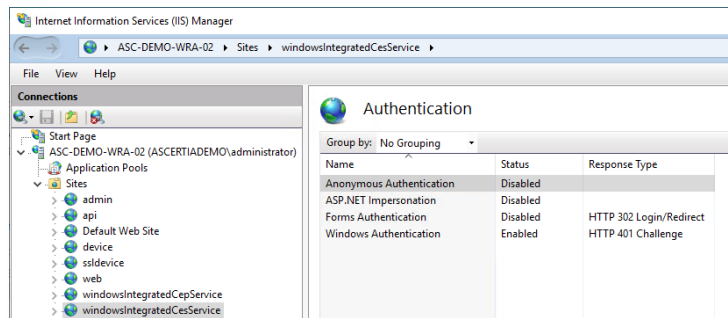 Internet Information Services (IIS) Manager
ASC-DEMO-WRA-02 Sites windowsIntegratedCesService
File View Help
Connections
Start Page
ASC-DEMO-WRA-02 (ASCERTIADEMO\administrator)
Application Pools
Sites
admin
api
Default Web Site
device
ssldevice
web
windowsIntegratedCepService
windowsIntegratedCesService
Authentication
Group by: No Grouping
Name Status Response Type
Anonymous Authentication Disabled
ASP.NET Impersonation Disabled
Forms Authentication Disabled HTTP 302 Login/Redirect
Windows Authentication Enabled HTTP 401 Challenge